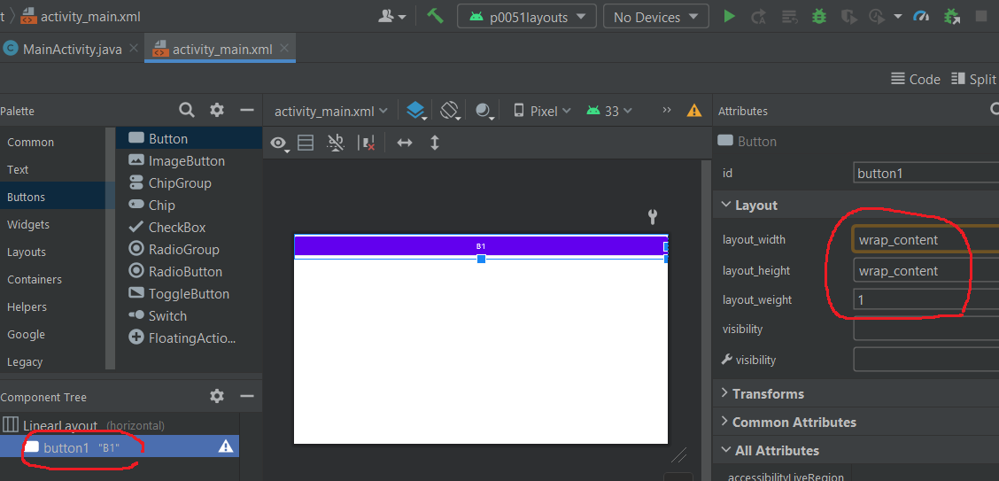 t > activity_main.xml
p0051layouts
No Devices
MainActivity.java
activity_main.xml
Code
Split
Palette
activity_main.xml
Pixel
33
Attributes
Common
Text
Buttons
Widgets
Layouts
Containers
Helpers
Google
Legacy
Button
ImageButton
ChipGroup
Chip
CheckBox
RadioGroup
RadioButton
ToggleButton
Switch
FloatingActio...
B1
Button
id
button1
Layout
layout_width
wrap_content
layout_height
wrap_content
layout_weight
1
visibility
visibility
Transforms
Common Attributes
All Attributes
accessibilityLiveRegion
Component Tree
LinearLayout (horizontal)
button1 "B1"